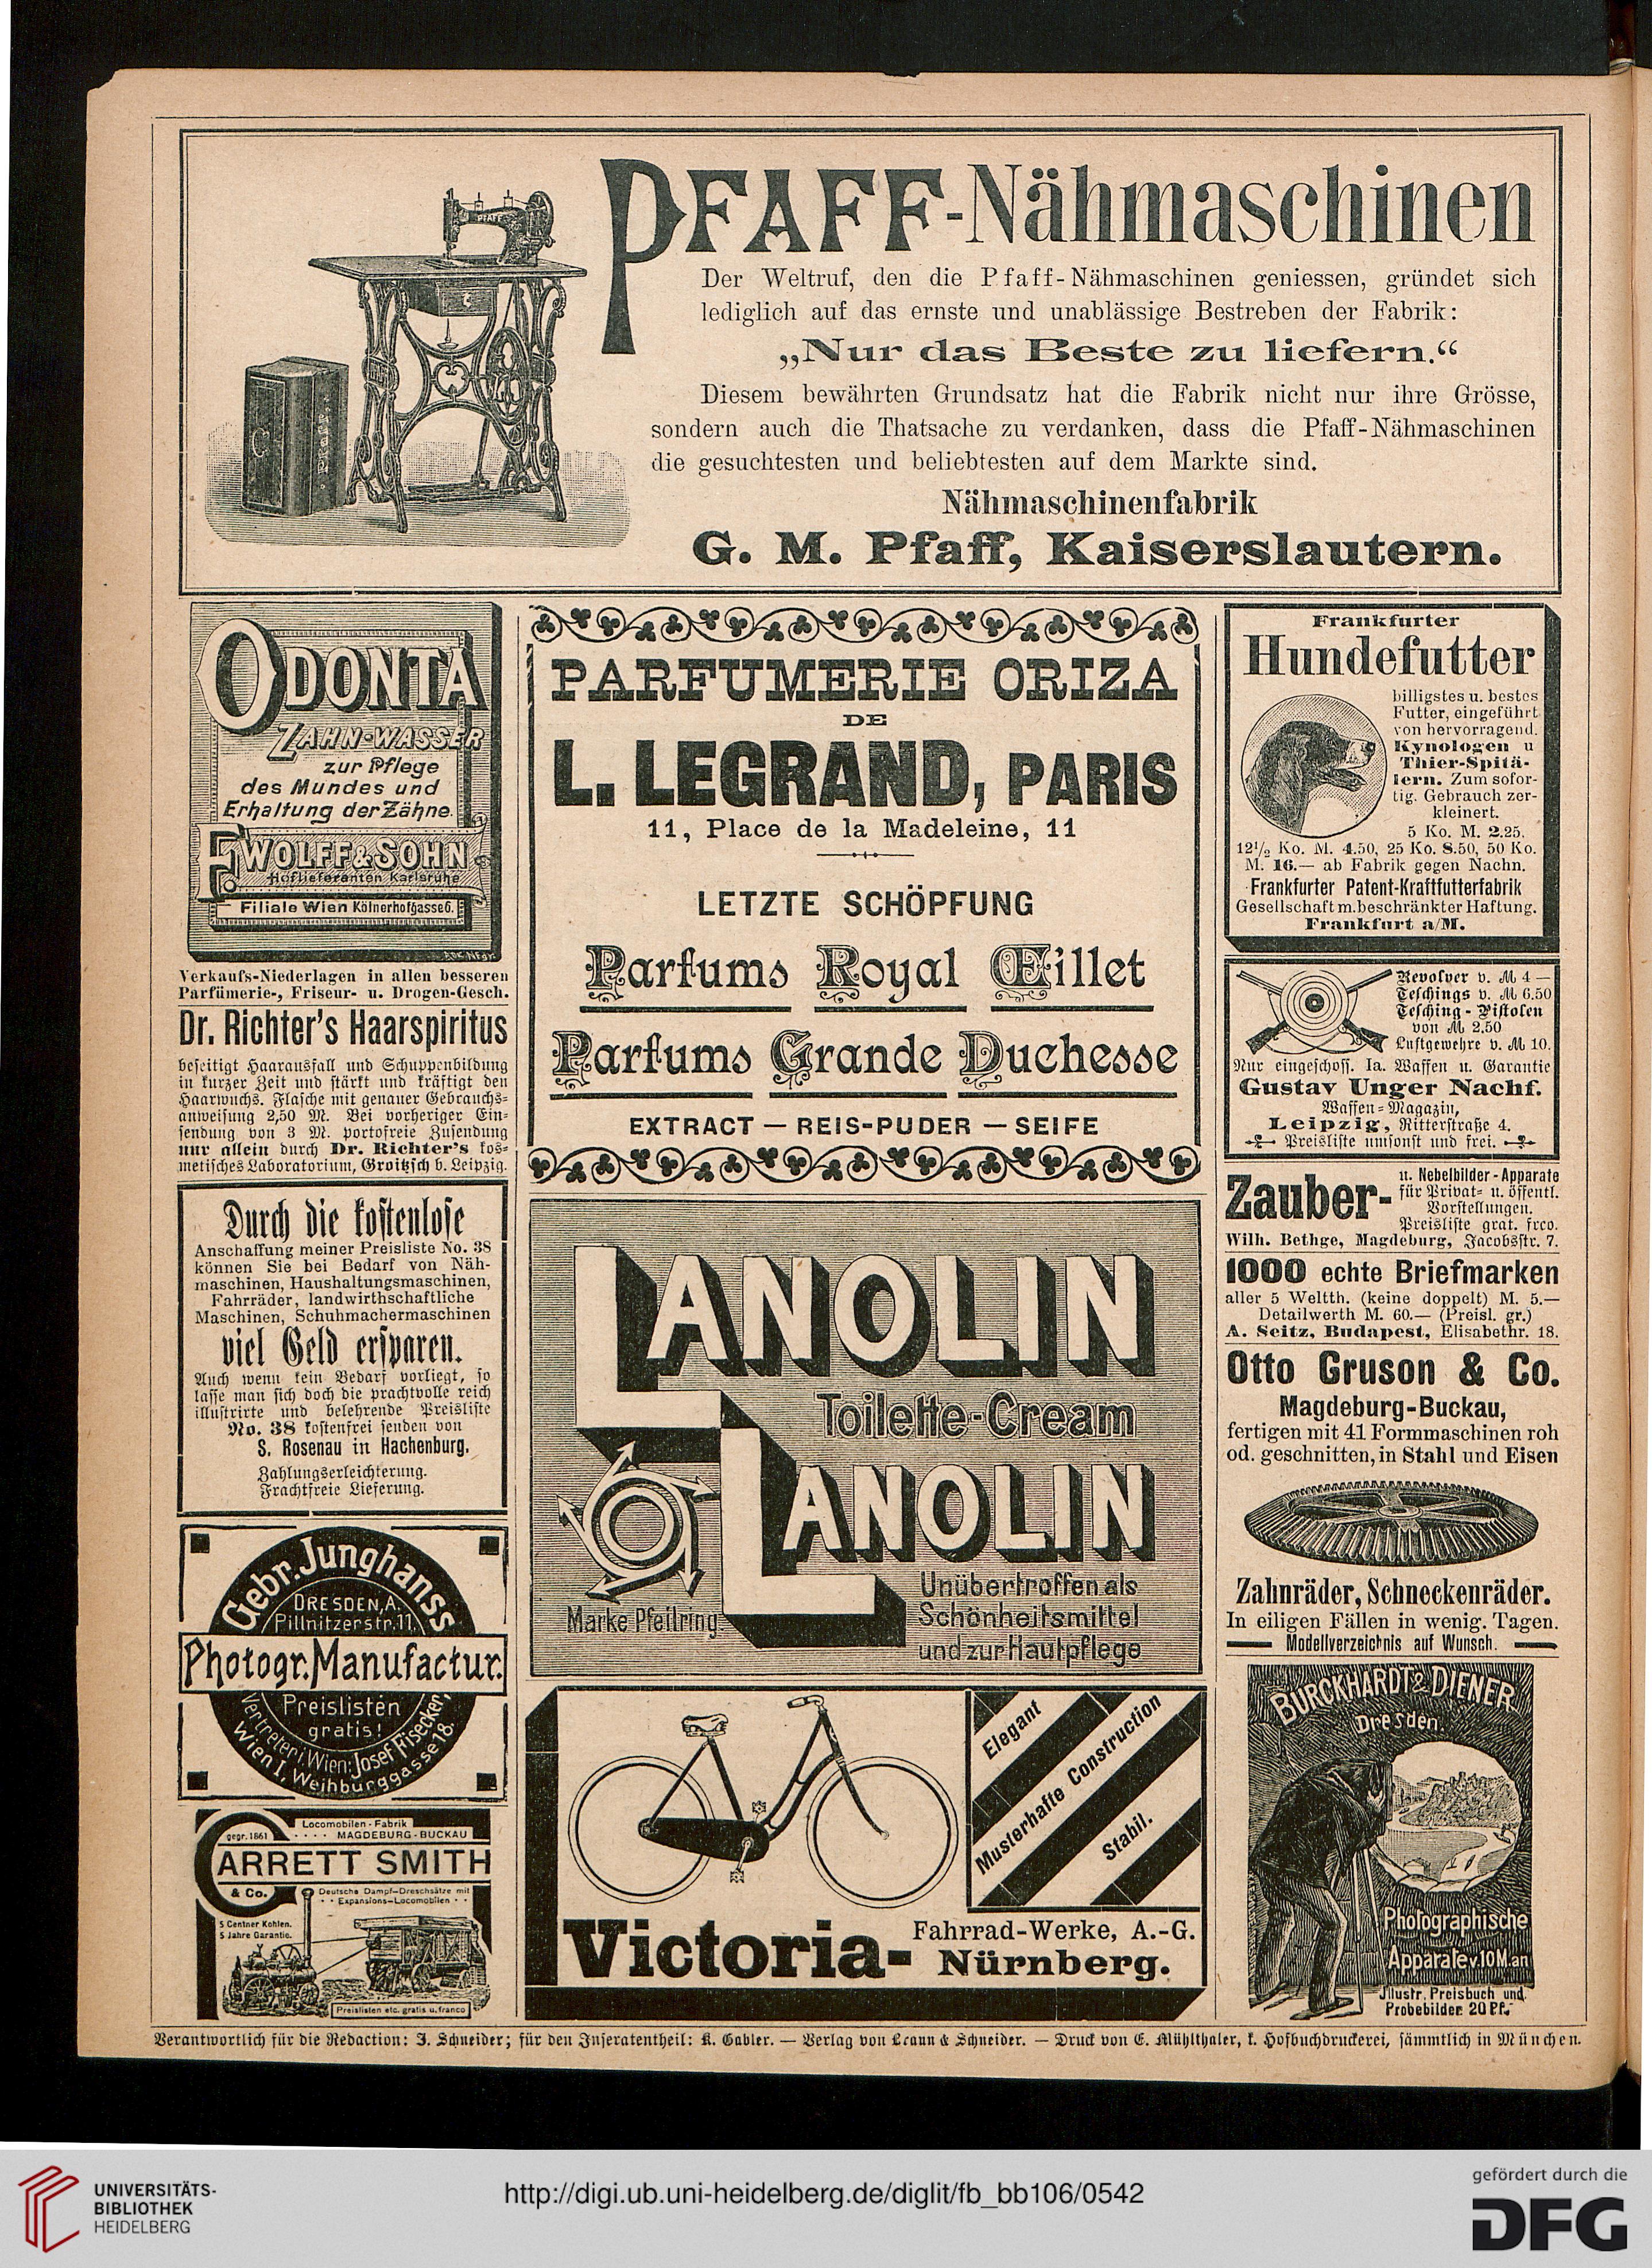 PFAFF-Nähmaschinen
Der Weltruf, den die Pfaff-Nähmaschinen geniessen, gründet sich
lediglich auf das ernste und unablässige Bestreben der Fabrik:
„Nur das Beste zu liefern.“
Diesem bewährten Grundsatz hat die Fabrik nicht nur ihre Grösse,
sondern auch die Thatsache zu verdanken, dass die Pfaff-Nähmaschinen
die gesuchtesten und beliebtesten auf dem Markte sind.
Nähmaschinenfabrik
G. M. Pfaff, Kaiserslautern.
PFAFF
ODONTA
ZAHN-WASSER
zur Pflege
des Mundes und
Erhaltung der Zähne.
F. WOLFF & SOHN
Hoflieferanten Karlsruhe
Filiale Wien Kölnerhofgasse 6.
Verkaufs-Niederlagen in allen besseren
Parfümerie-, Friseur- u. Drogen-Gesch.
Dr. Richter's Haarspiritus
beseitigt Haarausfall und Schuppenbildung
in kurzer Zeit und stärkt und kräftigt den
Haarwuchs. Flasche mit genauer Gebrauchs-
anweisung 2,50 M. Bei vorheriger Ein-
sendung von 3 M. portofreie Zusendung
nur allein durch Dr. Richter's kos-
metisches Laboratorium, Groitzsch b. Leipzig.
Durch die kostenlose
Anschaffung meiner Preisliste No. 38
können Sie bei Bedarf von Näh-
maschinen, Haushaltungsmaschinen,
Fahrräder, landwirthschaftliche
Maschinen, Schuhmachermaschinen
viel Geld ersparen.
Auch wenn kein Bedarf vorliegt, so
lasse man sich doch die prachtvolle reich
illustrirte und belehrende Preisliste
No. 38 kostenfrei senden von
S. Rosenau in Hachenburg.
Zahlungserleichterung.
Frachtfreie Lieferung.
Gebr. Junghanss
DRESDEN, A.
Pillnitzerstr. 11.
Photogr. Manufactur.
Preislisten
gratis!
Vertreter i. Wien: Josef Fisecker,
Wien I, Weihburggasse 18.
gegr. 1861
Locomobilen-Fabrik
MAGDEBURG-BUCKAU
GARRETT SMITH
& Co.
Deutsche Dampf-Dreschsätze mit
Expansions-Locomobilen
5 Centner Kohlen.
5 Jahre Garantie.
Preislisten etc. gratis u. franco
PARFUMERIE ORIZA
DE
L. LEGRAND, PARIS
11, Place de la Madeleine, 11
LETZTE SCHÖPFUNG
Parfums Royal Œillet
Parfums Grande Duchesse
EXTRACT — REIS-PUDER — SEIFE
LANOLIN
Toilette-Cream
LANOLIN
Marke Pfeilring
Unübertroffen als
Schönheitsmittel
und zur Hautpflege
Elegant
Musterhafte Construction
Stabil.
Victoria-
Fahrrad-Werke, A.-G.
Nürnberg.
Frankfurter
Hundefutter
billigstes u. bestes
Futter, eingeführt
von hervorragend.
Kynologen u
Thier-Spitä-
lern. Zum sofor-
tig. Gebrauch zer-
kleinert.
5 Ko. M. 2.25,
12½ Ko. M. 4.50, 25 Ko. 8.50, 50 Ko.
M. 16.— ab Fabrik gegen Nachn.
Frankfurter Patent-Kraftfutterfabrik
Gesellschaft m. beschränkter Haftung.
Frankfurt a/M.
Revolver v. M 4 —
Teschings v. M 6.50
Tesching-Pistolen
von M 2,50
Luftgewehre v. M 10.
Nur eingeschoss. Ia. Waffen u. Garantie
Gustav Unger Nachf.
Waffen-Magazin,
Leipzig, Ritterstraße 4.
Preisliste umsonst und frei.
Zauber-
u. Nebelbilder-Apparate
für Privat- u. öffentl.
Vorstellungen.
Preisliste grat. frco.
Wilh. Bethge, Magdeburg, Jacobsstr. 7.
1000 echte Briefmarken
aller 5 Weltth. (keine doppelt) M. 5.—
Detailwerth M. 60.— (Preisl. gr.)
A. Seitz, Budapest, Elisabethr. 18.
Otto Gruson & Co.
Magdeburg-Buckau,
fertigen mit 41 Formmaschinen roh
od. geschnitten, in Stahl und Eisen
Zahnräder, Schneckenräder.
In eiligen Fällen in wenig. Tagen.
Modellverzeichnis auf Wunsch.
BURCKHARDT & DIENER
Dresden.
Photographische
Apparate v. 10 M. an
Illustr. Preisbuch und
Probebilder 20 Pf.
Verantwortlich für die Redaction: J. Schneider; für den Inseratentheil: K. Gabler. — Verlag von Braun & Schneider. — Druck von E. Mühlthaler, k. Hofbuchdruckerei, sämmtlich in München.
UNIVERSITÄTS-
BIBLIOTHEK
HEIDELBERG
http://digi.ub.uni-heidelberg.de/diglit/fb_bb106/0542
gefördert durch die
DFG